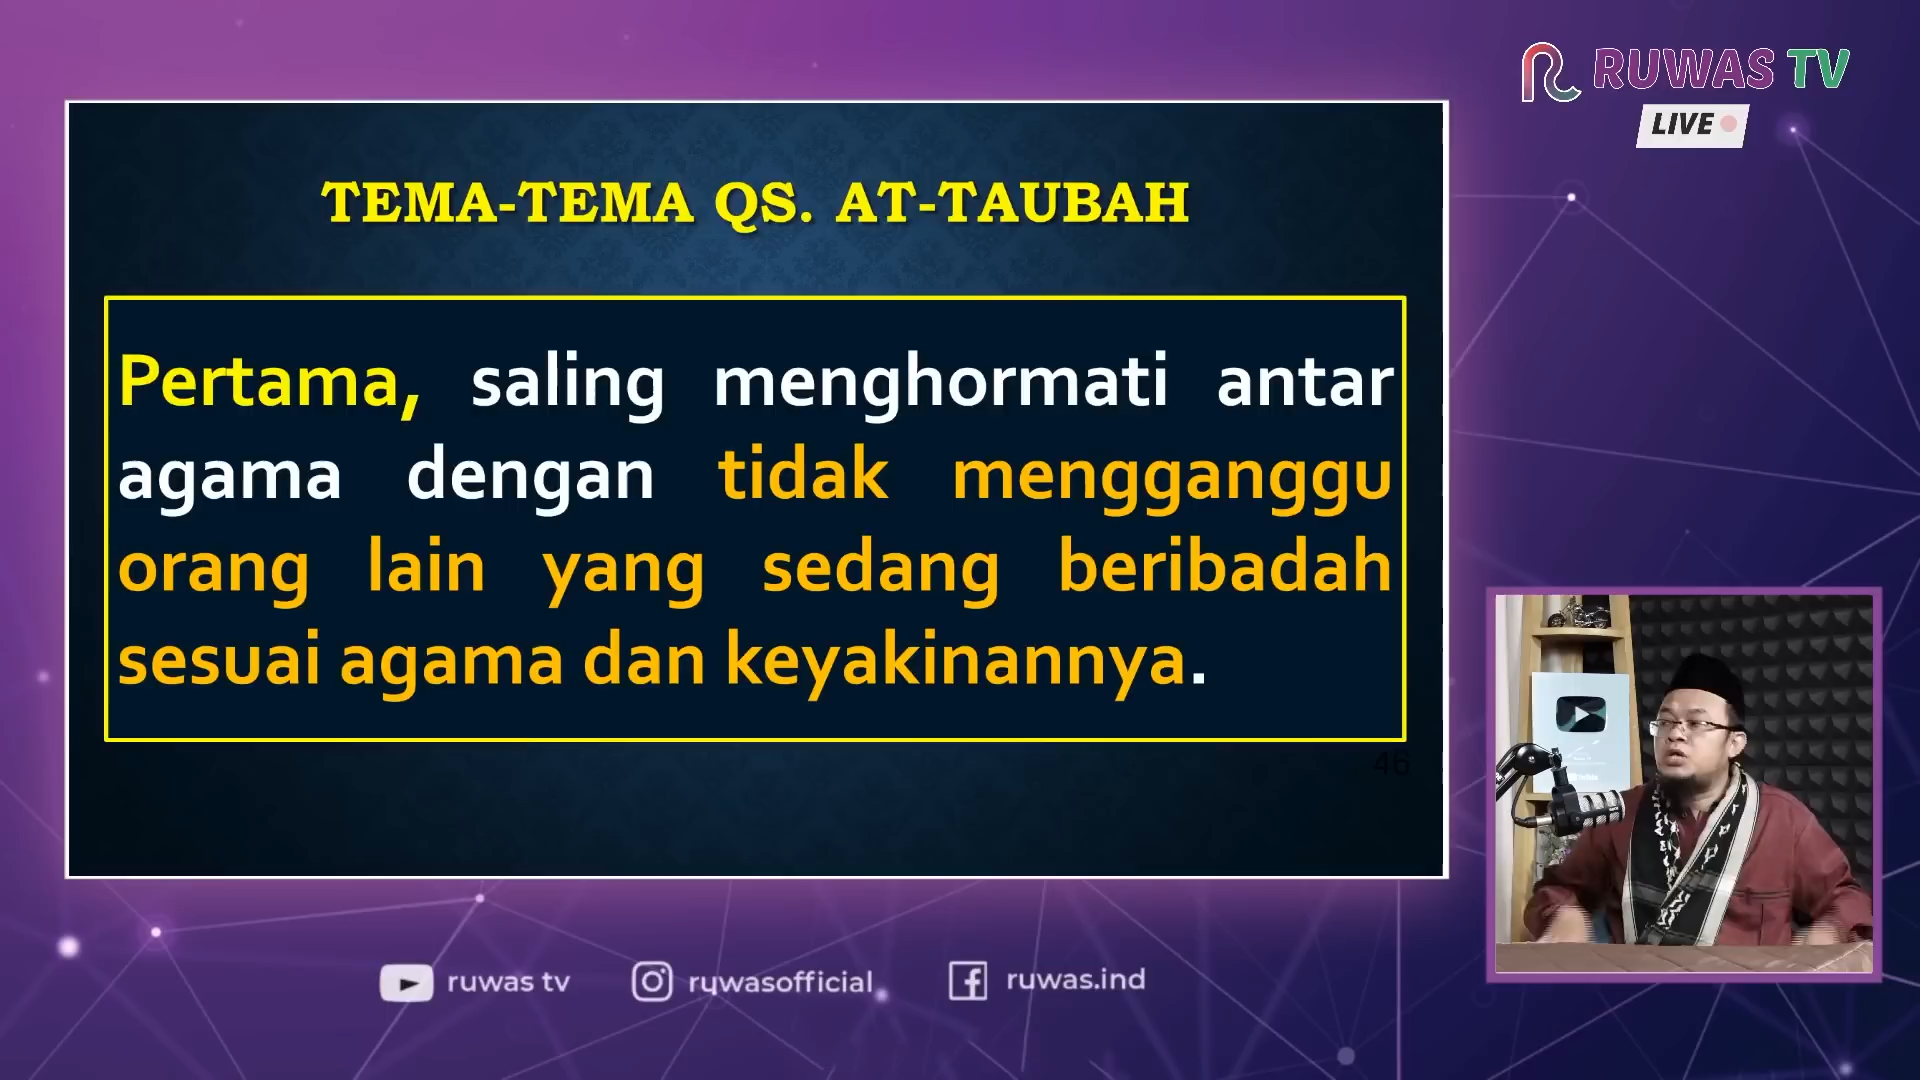 RUWAS TV
LIVE
TEMA-TEMA QS. AT-TAUBAH
Pertama, saling menghormati antar
agama dengan tidak mengganggu
orang lain yang sedang beribadah
sesuai agama dan keyakinannya.
46
ruwas tv
ruwasofficial
ruwas.ind